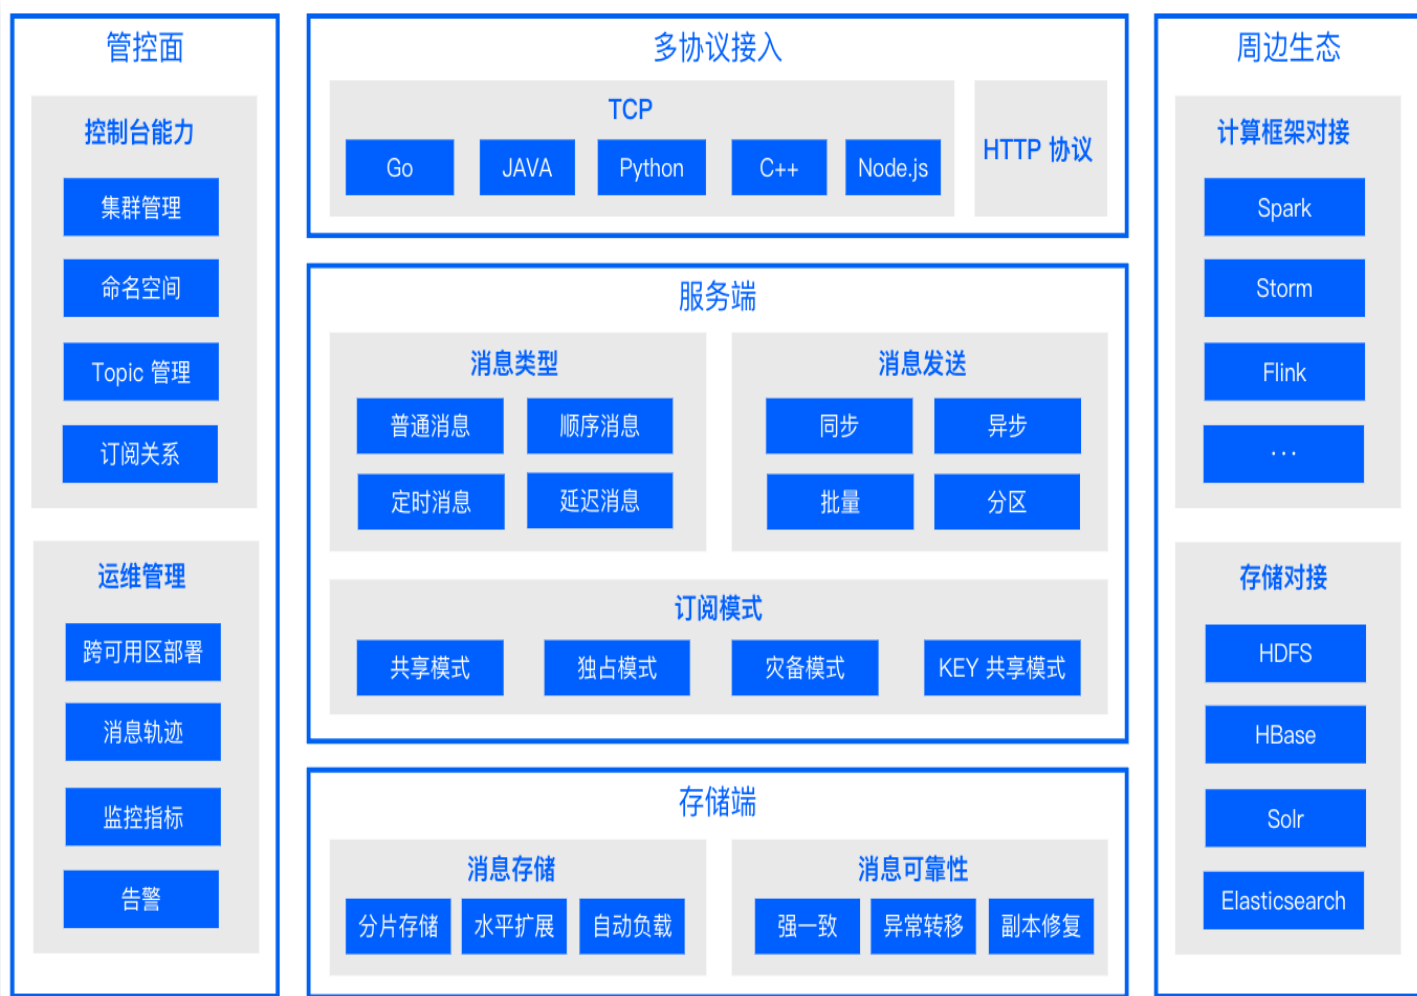 管控面
控制台能力
集群管理
命名空间
Topic 管理
订阅关系
运维管理
跨可用区部署
消息轨迹
监控指标
告警
多协议接入
TCP
Go
JAVA
Python
C++
Node.js
HTTP 协议
服务端
消息类型
普通消息
顺序消息
定时消息
延迟消息
消息发送
同步
异步
批量
分区
订阅模式
共享模式
独占模式
灾备模式
KEY 共享模式
存储端
消息存储
分片存储
水平扩展
自动负载
消息可靠性
强一致
异常转移
副本修复
周边生态
计算框架对接
Spark
Storm
Flink
···
存储对接
HDFS
HBase
Solr
Elasticsearch